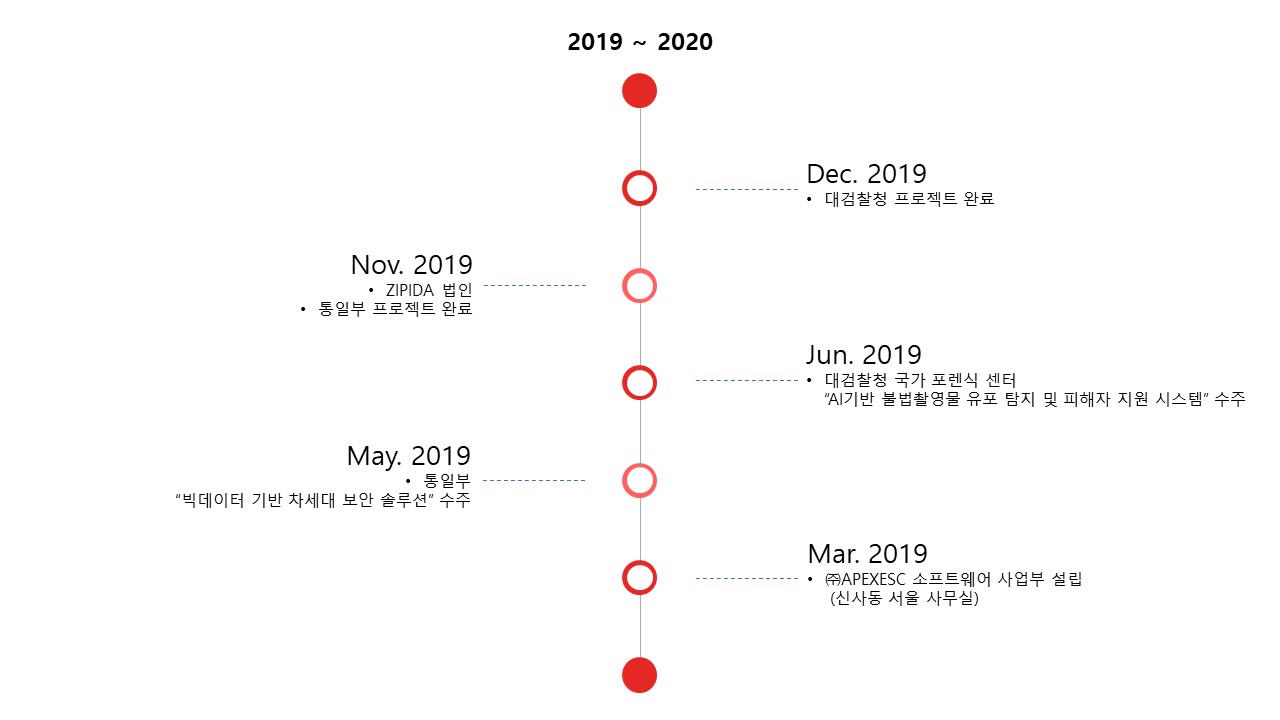 2019 ~ 2020
Dec. 2019
• 대검찰청 프로젝트 완료
Nov. 2019
• ZIPIDA 법인
• 통일부 프로젝트 완료
Jun. 2019
• 대검찰청 국가 포렌식 센터
“AI기반 불법촬영물 유포 탐지 및 피해자 지원 시스템” 수주
May. 2019
• 통일부
“빅데이터 기반 차세대 보안 솔루션” 수주
Mar. 2019
• ㈜APEXESC 소프트웨어 사업부 설립
(신사동 서울 사무실)